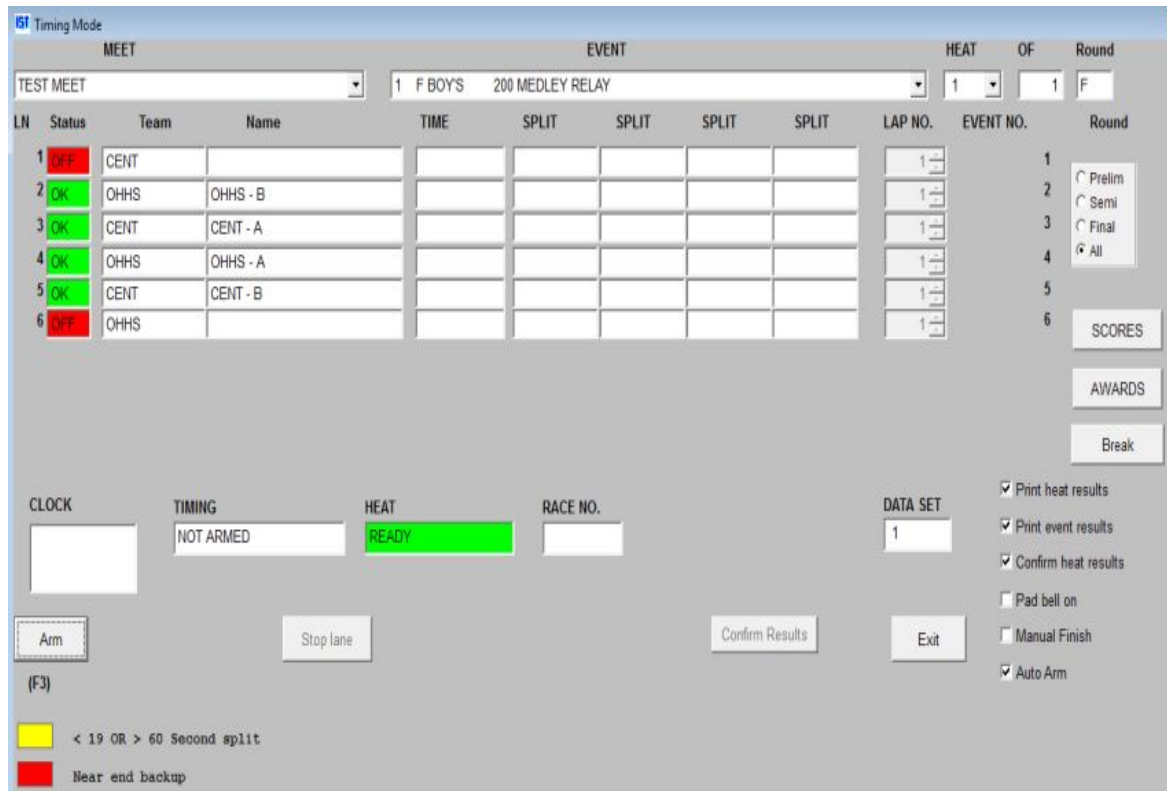 IST Timing Mode
MEET EVENT HEAT OF Round
TEST MEET 1 F BOY'S 200 MEDLEY RELAY 1 1 F
LN Status Team Name TIME SPLIT SPLIT SPLIT SPLIT LAP NO. EVENT NO. Round
1 OFF CENT 1 1
2 OK OHHS OHHS - B 1 2
3 OK CENT CENT - A 1 3
4 OK OHHS OHHS - A 1 4
5 OK CENT CENT - B 1 5
6 OFF OHHS 1 6
Prelim
Semi
Final
All
SCORES
AWARDS
Break
CLOCK TIMING HEAT RACE NO. DATA SET
NOT ARMED READY 1
Print heat results
Print event results
Confirm heat results
Pad bell on
Manual Finish
Auto Arm
Arm Stop lane Confirm Results Exit
(F3)
< 19 OR > 60 Second split
Near end backup